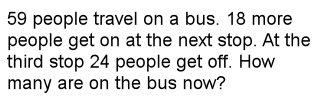 59 people travel on a bus. 18 more
people get on at the next stop. At the
third stop 24 people get off. How
many are on the bus now?